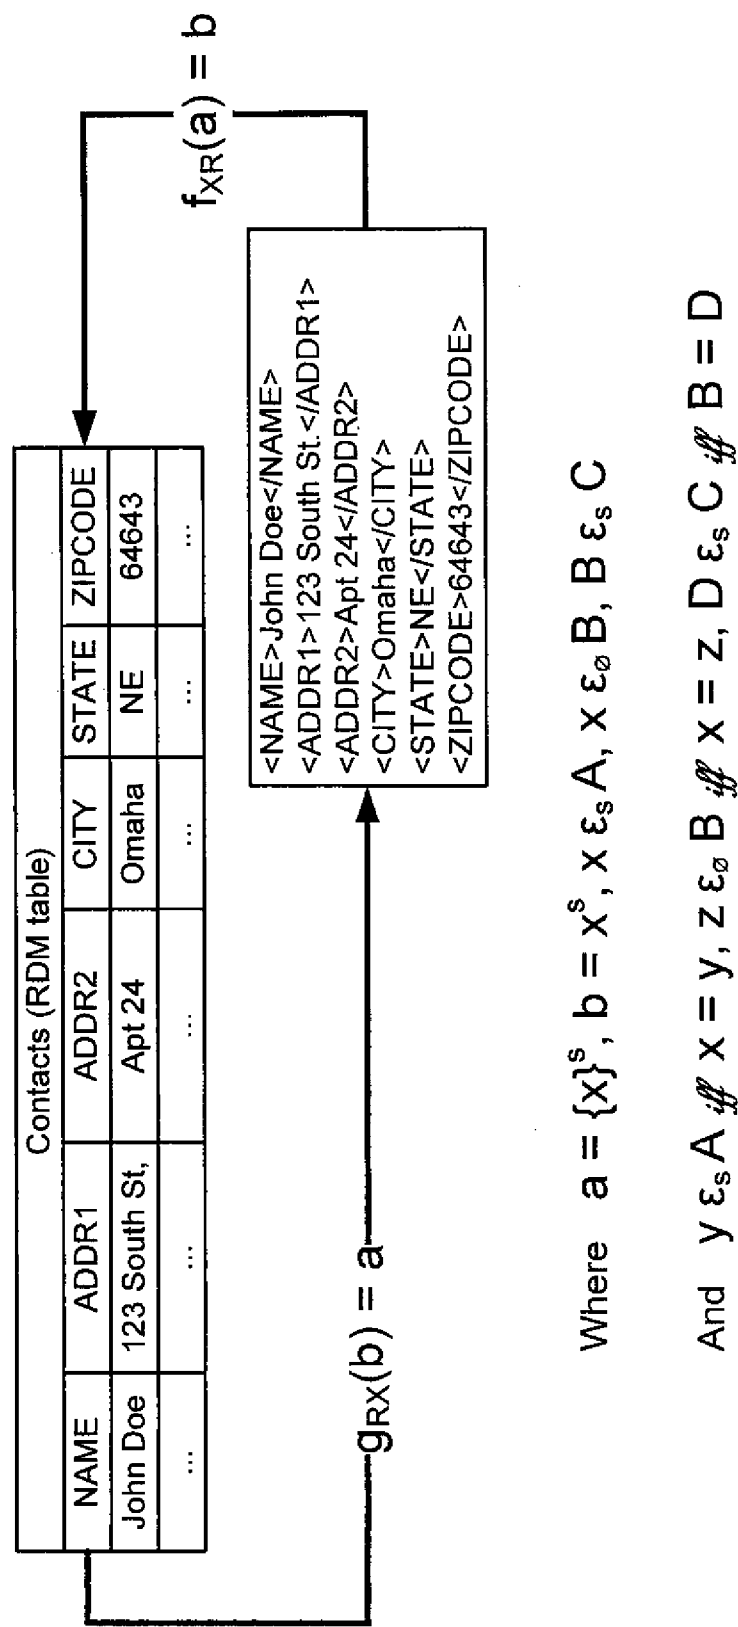 Contacts (RDM table)
NAME ADDR1 ADDR2 CITY STATE ZIPCODE
John Doe 123 South St, Apt 24 Omaha NE 64643
... ... ... ... ... ...
f_XR(a) = b
<NAME>John Doe</NAME>
<ADDR1>123 South St.</ADDR1>
<ADDR2>Apt 24</ADDR2>
<CITY>Omaha</CITY>
<STATE>NE</STATE>
<ZIPCODE>64643</ZIPCODE>
g_RX(b) = a
Where a = {x}^s, b = x^s, x ε_s A, x ε_ø B, B ε_s C
And y ε_s A iff x = y, z ε_ø B iff x = z, D ε_s C iff B = D